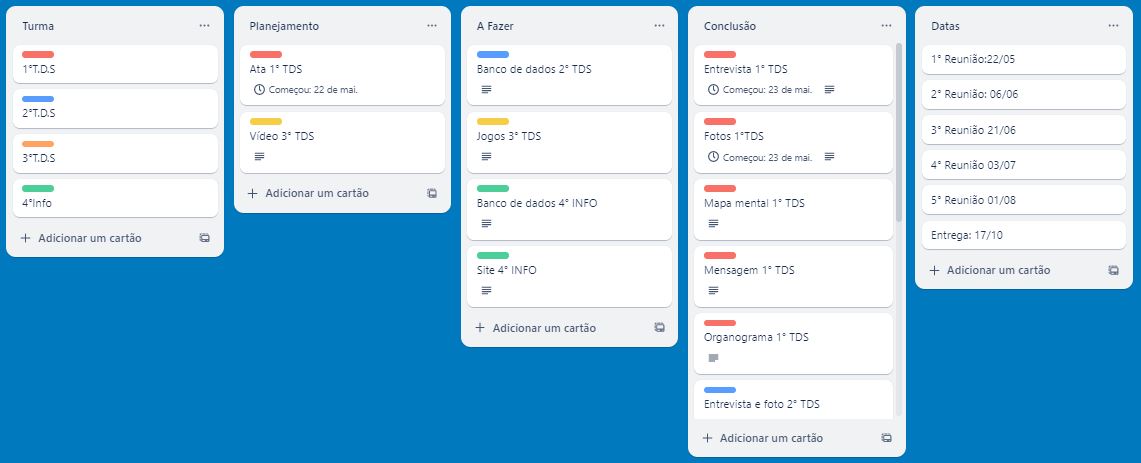 Turma
1°T.D.S
2°T.D.S
3°T.D.S
4°Info
Adicionar um cartão
Planejamento
Ata 1° TDS
Começou: 22 de mai.
Vídeo 3° TDS
Adicionar um cartão
A Fazer
Banco de dados 2° TDS
Jogos 3° TDS
Banco de dados 4° INFO
Site 4° INFO
Adicionar um cartão
Conclusão
Entrevista 1° TDS
Começou: 23 de mai.
Fotos 1°TDS
Começou: 23 de mai.
Mapa mental 1° TDS
Mensagem 1° TDS
Organograma 1° TDS
Entrevista e foto 2° TDS
Adicionar um cartão
Datas
1° Reunião:22/05
2° Reunião: 06/06
3° Reunião 21/06
4° Reunião 03/07
5° Reunião 01/08
Entrega: 17/10
Adicionar um cartão